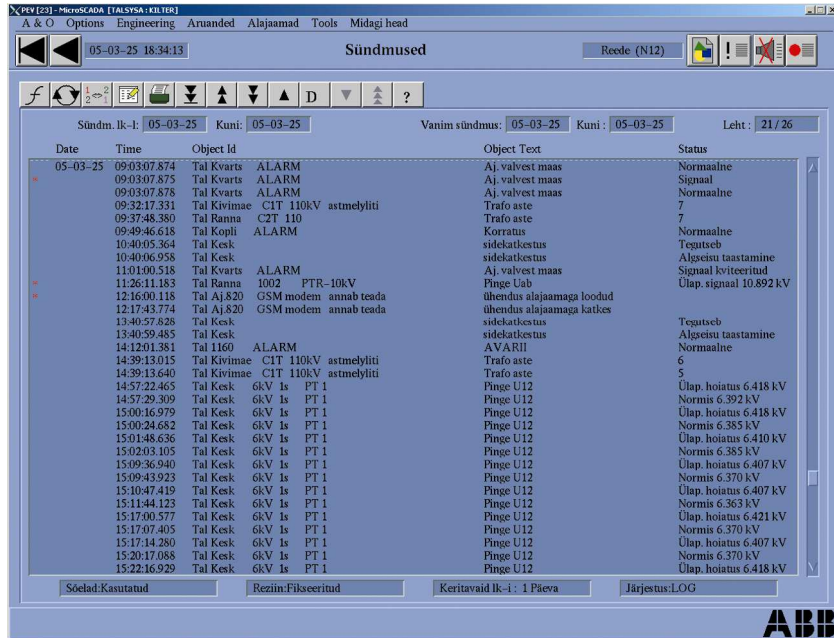 PEV [23] - MicroSCADA [TALSYSA : KILTER]
A & O Options Engineering Aruanded Alajaamad Tools Midagi head
05-03-25 18:34:13 Sündmused Reede (N12)
f 1 2 2 1 D ?
Sündm. lk-l: 05-03-25 Kuni: 05-03-25 Vanim sündmus: 05-03-25 Kuni : 05-03-25 Leht : 21 / 26
Date Time Object Id Object Text Status
05-03-25 09:03:07.874 Tal Kvarts ALARM Aj. valvest maas Normaalne
* 09:03:07.875 Tal Kvarts ALARM Aj. valvest maas Signaal
09:03:07.878 Tal Kvarts ALARM Aj. valvest maas Normaalne
09:32:17.331 Tal Kivimae C1T 110kV astmelyliti Trafo aste 7
09:37:48.380 Tal Ranna C2T 110 Trafo aste 7
09:49:46.618 Tal Kopli ALARM Korratus Normaalne
10:40:05.364 Tal Kesk sidekatkestus Tegutseb
10:40:06.958 Tal Kesk sidekatkestus Algseisu taastamine
11:01:00.518 Tal Kvarts ALARM Aj. valvest maas Signaal kviteeritud
* 11:26:11.183 Tal Ranna 1002 PTR-10kV Pinge Uab Ülap. signaal 10.892 kV
* 12:16:00.118 Tal Aj.820 GSM modem annab teada ühendus alajaamaga loodud
12:17:43.774 Tal Aj.820 GSM modem annab teada ühendus alajaamaga katkes
13:40:57.828 Tal Kesk sidekatkestus Tegutseb
13:40:59.485 Tal Kesk sidekatkestus Algseisu taastamine
14:12:01.381 Tal 1160 ALARM AVARII Normaalne
14:39:13.015 Tal Kivimae C1T 110kV astmelyliti Trafo aste 6
14:39:13.640 Tal Kivimae C1T 110kV astmelyliti Trafo aste 5
14:57:22.465 Tal Kesk 6kV 1s PT 1 Pinge U12 Ülap. hoiatus 6.418 kV
14:57:29.309 Tal Kesk 6kV 1s PT 1 Pinge U12 Normis 6.392 kV
15:00:16.979 Tal Kesk 6kV 1s PT 1 Pinge U12 Ülap. hoiatus 6.418 kV
15:00:24.682 Tal Kesk 6kV 1s PT 1 Pinge U12 Normis 6.385 kV
15:01:48.636 Tal Kesk 6kV 1s PT 1 Pinge U12 Ülap. hoiatus 6.410 kV
15:02:03.105 Tal Kesk 6kV 1s PT 1 Pinge U12 Normis 6.385 kV
15:09:36.940 Tal Kesk 6kV 1s PT 1 Pinge U12 Ülap. hoiatus 6.407 kV
15:09:43.923 Tal Kesk 6kV 1s PT 1 Pinge U12 Normis 6.370 kV
15:10:47.419 Tal Kesk 6kV 1s PT 1 Pinge U12 Ülap. hoiatus 6.407 kV
15:11:44.123 Tal Kesk 6kV 1s PT 1 Pinge U12 Normis 6.363 kV
15:17:00.577 Tal Kesk 6kV 1s PT 1 Pinge U12 Ülap. hoiatus 6.421 kV
15:17:07.405 Tal Kesk 6kV 1s PT 1 Pinge U12 Normis 6.370 kV
15:17:14.280 Tal Kesk 6kV 1s PT 1 Pinge U12 Ülap. hoiatus 6.407 kV
15:20:17.088 Tal Kesk 6kV 1s PT 1 Pinge U12 Normis 6.370 kV
15:22:16.929 Tal Kesk 6kV 1s PT 1 Pinge U12 Ülap. hoiatus 6.418 kV
Sõelad:Kasutatud Reziin:Fikseeritud Keritavaid lk-i : 1 Päeva Järjestus:LOG
ABB